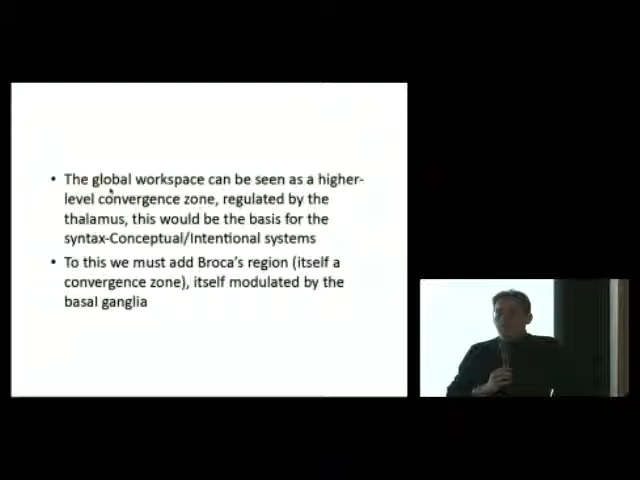 • The global workspace can be seen as a higher-
level convergence zone, regulated by the
thalamus, this would be the basis for the
syntax-Conceptual/Intentional systems
• To this we must add Broca's region (itself a
convergence zone), itself modulated by the
basal ganglia